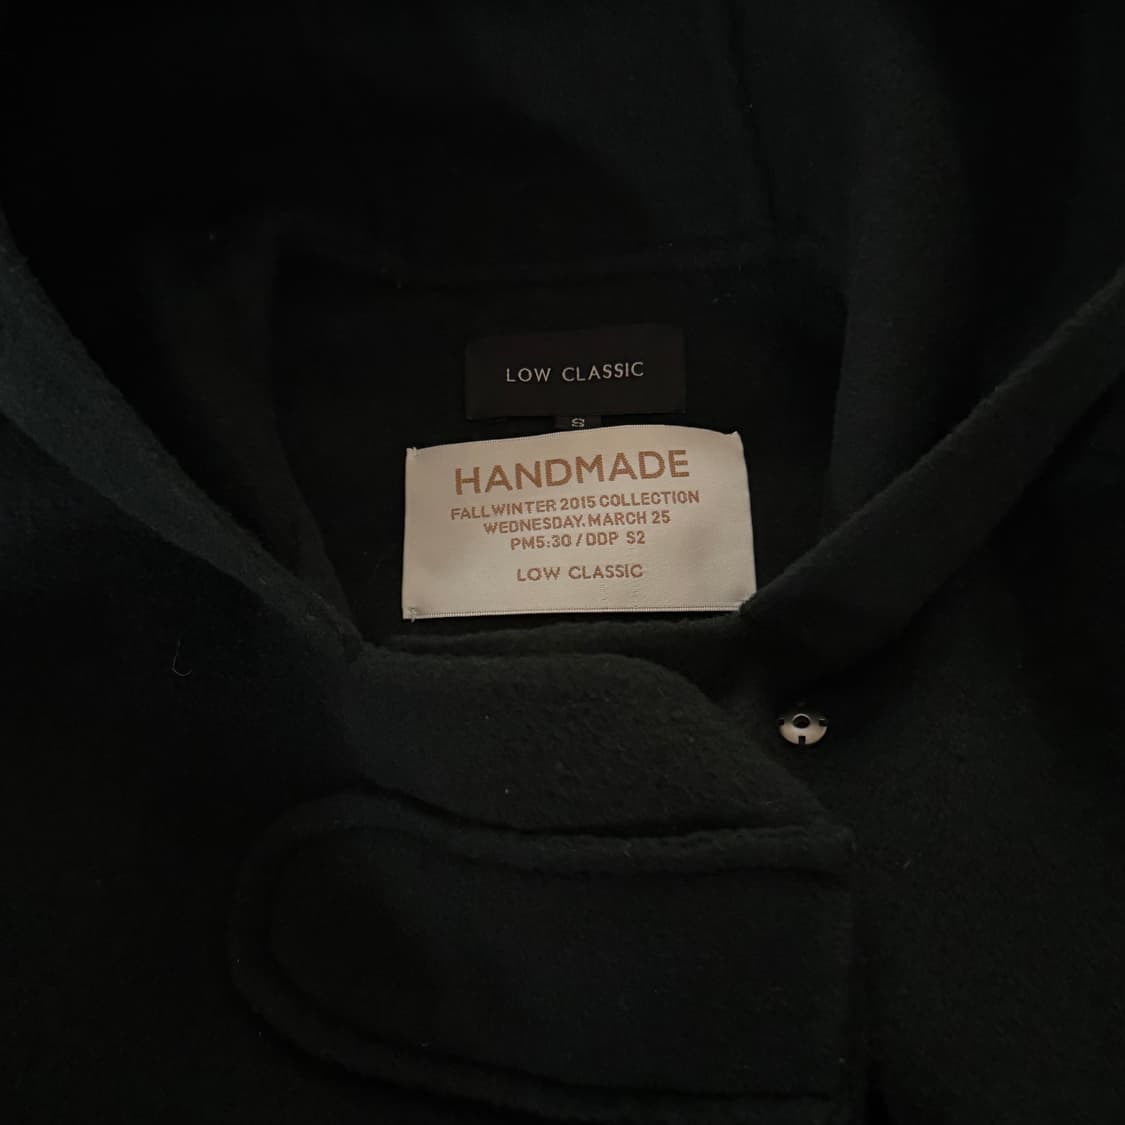 LOW CLASSIC
S
HANDMADE
FALLWINTER 2015 COLLECTION
WEDNESDAY. MARCH 25
PM5:30 / DDP S2
LOW CLASSIC